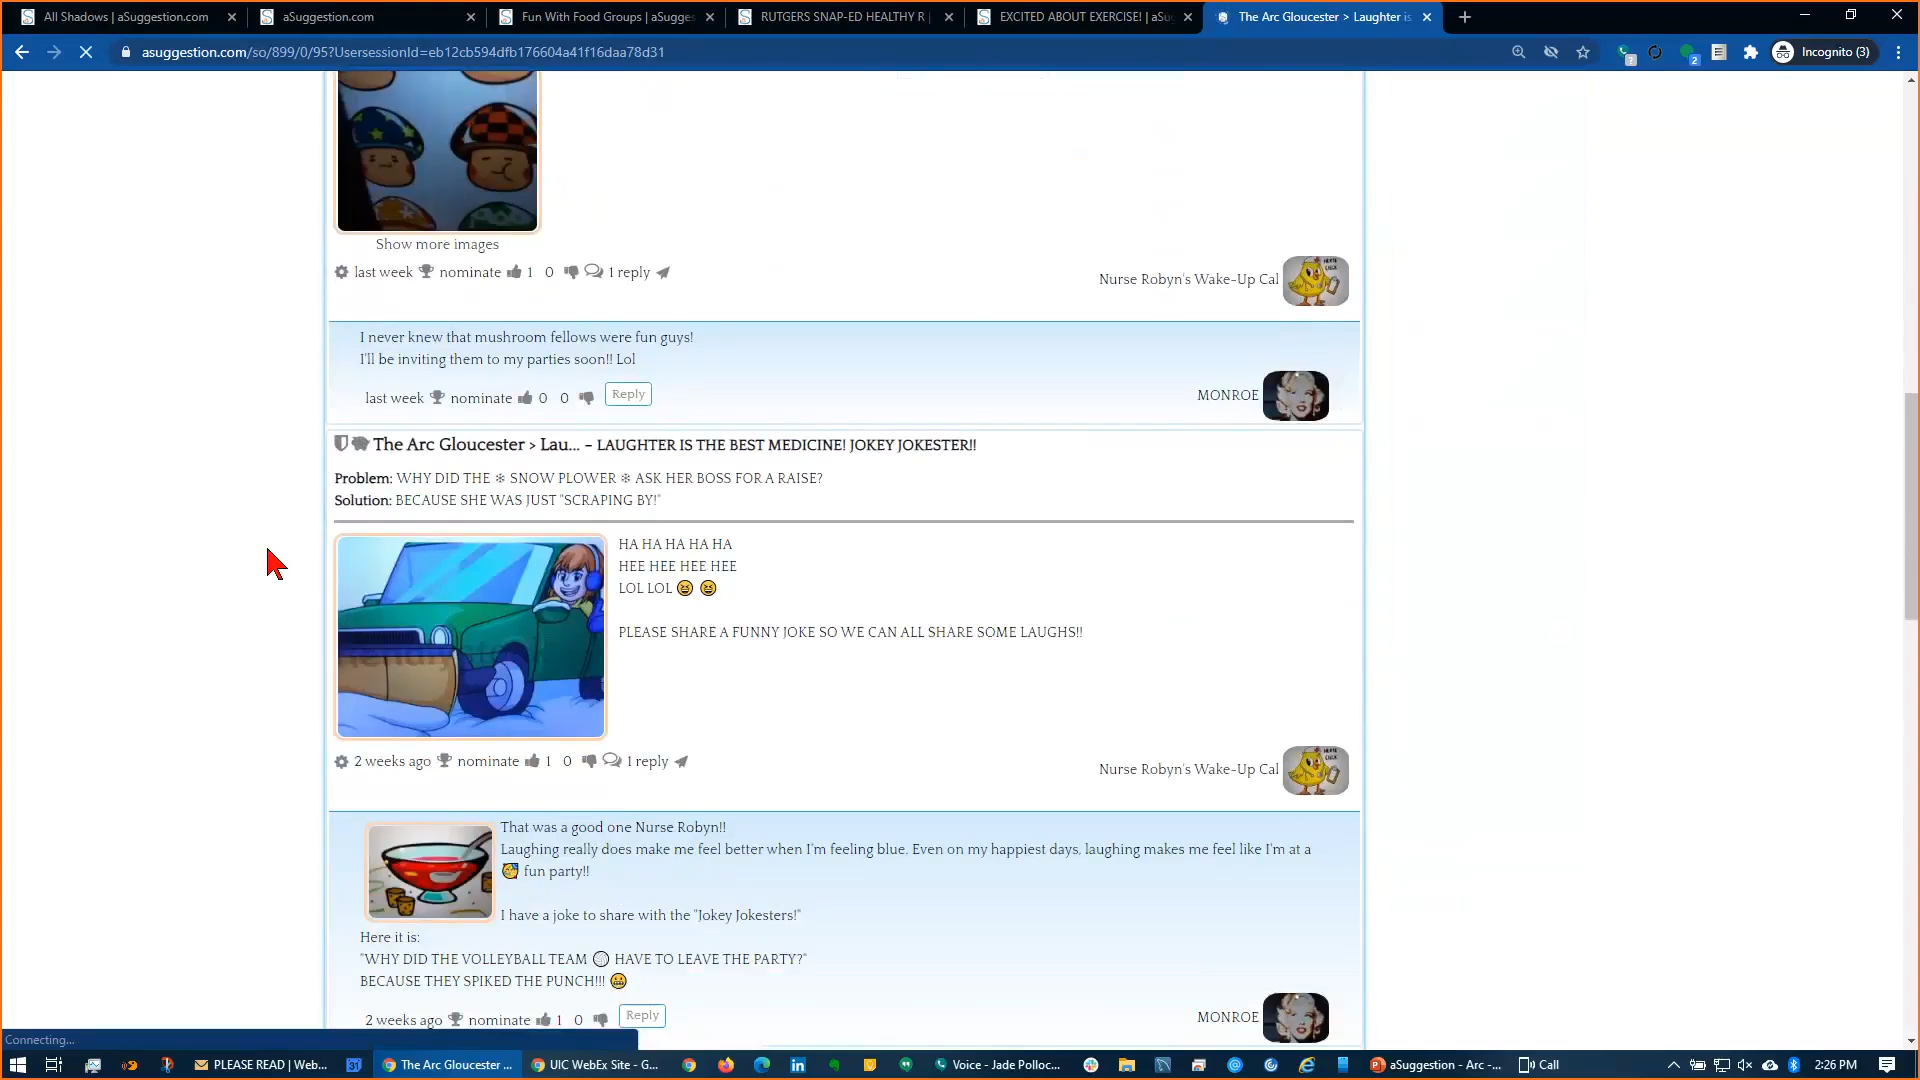 All Shadows | aSuggestion.com
aSuggestion.com
Fun With Food Groups | aSugges
RUTGERS SNAP-ED HEALTHY R |
EXCITED ABOUT EXERCISE! | aSu
The Arc Gloucester > Laughter is
asuggestion.com/so/899/0/95?UsersessionId=eb12cb594dfb176604a41f16daa78d31
Incognito (3)
Show more images
last week nominate 1 0 1 reply
Nurse Robyn's Wake-Up Cal
I never knew that mushroom fellows were fun guys!
I'll be inviting them to my parties soon!! Lol
last week nominate 0 0 Reply
MONROE
The Arc Gloucester > Lau... - LAUGHTER IS THE BEST MEDICINE! JOKEY JOKESTER!!
Problem: WHY DID THE ❄ SNOW PLOWER ❄ ASK HER BOSS FOR A RAISE?
Solution: BECAUSE SHE WAS JUST "SCRAPING BY!"
HA HA HA HA HA
HEE HEE HEE HEE
LOL LOL 😆 😆
PLEASE SHARE A FUNNY JOKE SO WE CAN ALL SHARE SOME LAUGHS!!
2 weeks ago nominate 1 0 1 reply
Nurse Robyn's Wake-Up Cal
That was a good one Nurse Robyn!!
Laughing really does make me feel better when I'm feeling blue. Even on my happiest days, laughing makes me feel like I'm at a
🥳 fun party!!
I have a joke to share with the "Jokey Jokesters!"
Here it is:
"WHY DID THE VOLLEYBALL TEAM 🏐 HAVE TO LEAVE THE PARTY?"
BECAUSE THEY SPIKED THE PUNCH!!! 😬
2 weeks ago nominate 1 0 Reply
MONROE
Connecting...
PLEASE READ | Web...
31
The Arc Gloucester ...
UIC WebEx Site - G...
Voice - Jade Polloc...
aSuggestion - Arc -...
Call
2:26 PM